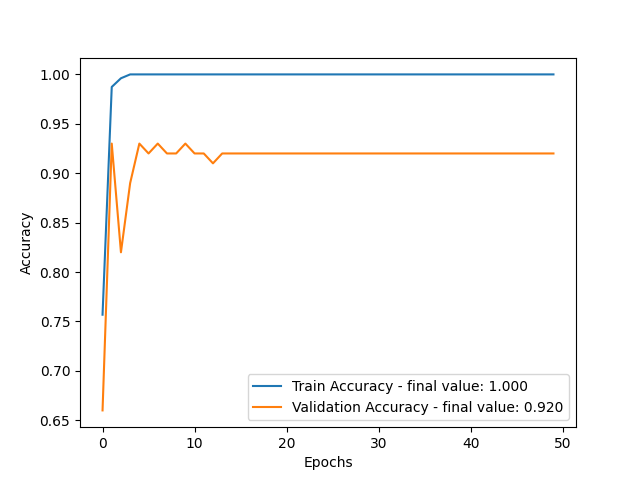 1.00
0.95
0.90
0.85
0.80
0.75
0.70
0.65
Accuracy
Train Accuracy - final value: 1.000
Validation Accuracy - final value: 0.920
0 10 20 30 40 50
Epochs